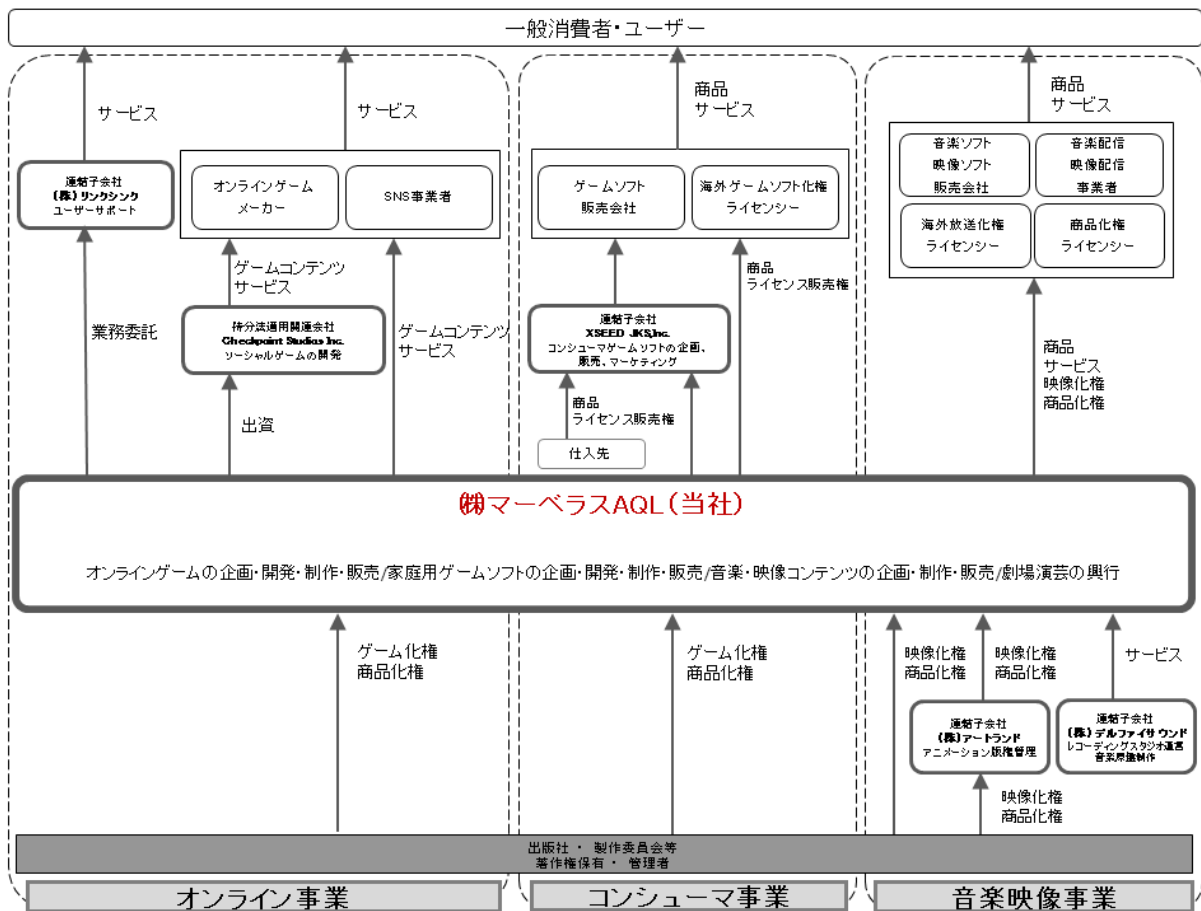 一般消費者・ユーザー
サービス
サービス
商品
サービス
商品
サービス
連結子会社
(株)リンクシンク
ユーザーサポート
オンラインゲーム
メーカー
SNS事業者
ゲームソフト
販売会社
海外ゲームソフト化権
ライセンシー
音楽ソフト
映像ソフト
販売会社
音楽配信
映像配信
事業者
海外放送化権
ライセンシー
商品化権
ライセンシー
業務委託
ゲームコンテンツ
サービス
持分法適用関連会社
Checkpoint Studios Inc.
ソーシャルゲームの開発
出資
ゲームコンテンツ
サービス
連結子会社
XSEED JKS,Inc.
コンシューマゲームソフトの企画、
販売、マーケティング
商品
ライセンス販売権
仕入先
商品
ライセンス販売権
商品
サービス
映像化権
商品化権
㈱マーベラスAQL(当社)
オンラインゲームの企画・開発・制作・販売/家庭用ゲームソフトの企画・開発・制作・販売/音楽・映像コンテンツの企画・制作・販売/劇場演芸の興行
ゲーム化権
商品化権
ゲーム化権
商品化権
映像化権
商品化権
映像化権
商品化権
サービス
連結子会社
(株)アートランド
アニメーション版権管理
連結子会社
(株)デルファイサウンド
レコーディングスタジオ運営
音楽原盤制作
映像化権
商品化権
出版社 ・ 製作委員会等
著作権保有 ・ 管理者
オンライン事業
コンシューマ事業
音楽映像事業